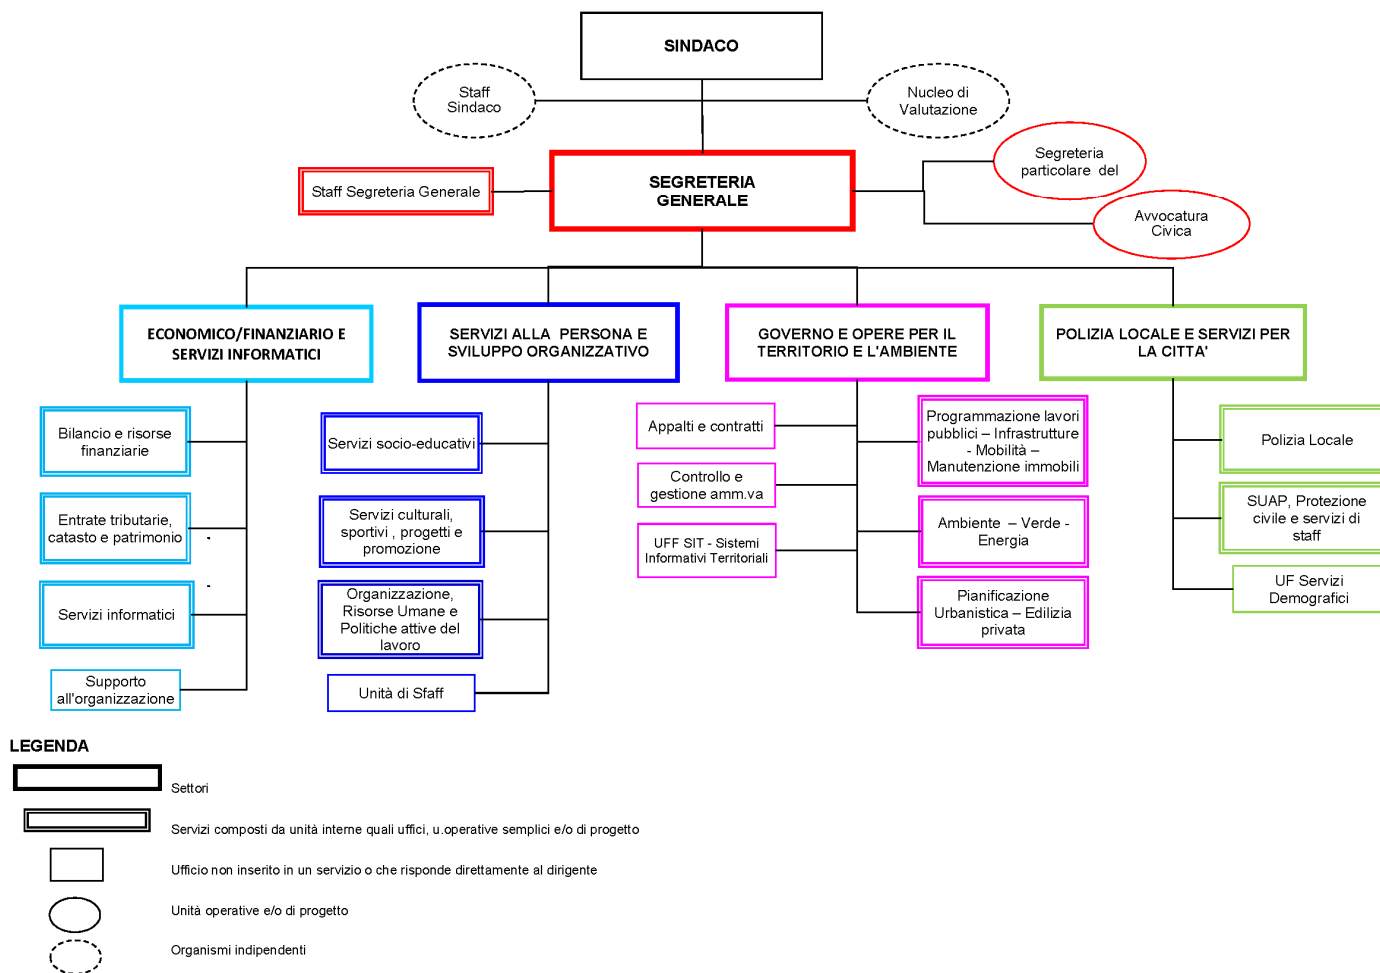 SINDACO
Staff
Sindaco
Nucleo di
Valutazione
Segreteria
particolare del
Staff Segreteria Generale
SEGRETERIA
GENERALE
Avvocatura
Civica
ECONOMICO/FINANZIARIO E
SERVIZI INFORMATICI
SERVIZI ALLA PERSONA E
SVILUPPO ORGANIZZATIVO
GOVERNO E OPERE PER IL
TERRITORIO E L'AMBIENTE
POLIZIA LOCALE E SERVIZI PER
LA CITTA'
Bilancio e risorse
finanziarie
Entrate tributarie,
catasto e patrimonio
Servizi informatici
Supporto
all'organizzazione
Servizi socio-educativi
Servizi culturali,
sportivi , progetti e
promozione
Organizzazione,
Risorse Umane e
Politiche attive del
lavoro
Unità di Sfaff
Appalti e contratti
Controllo e
gestione amm.va
UFF SIT - Sistemi
Informativi Territoriali
Programmazione lavori
pubblici – Infrastrutture
- Mobilità –
Manutenzione immobili
Ambiente – Verde -
Energia
Pianificazione
Urbanistica – Edilizia
privata
Polizia Locale
SUAP, Protezione
civile e servizi di
staff
UF Servizi
Demografici
LEGENDA
Settori
Servizi composti da unità interne quali uffici, u.operative semplici e/o di progetto
Ufficio non inserito in un servizio o che risponde direttamente al dirigente
Unità operative e/o di progetto
Organismi indipendenti